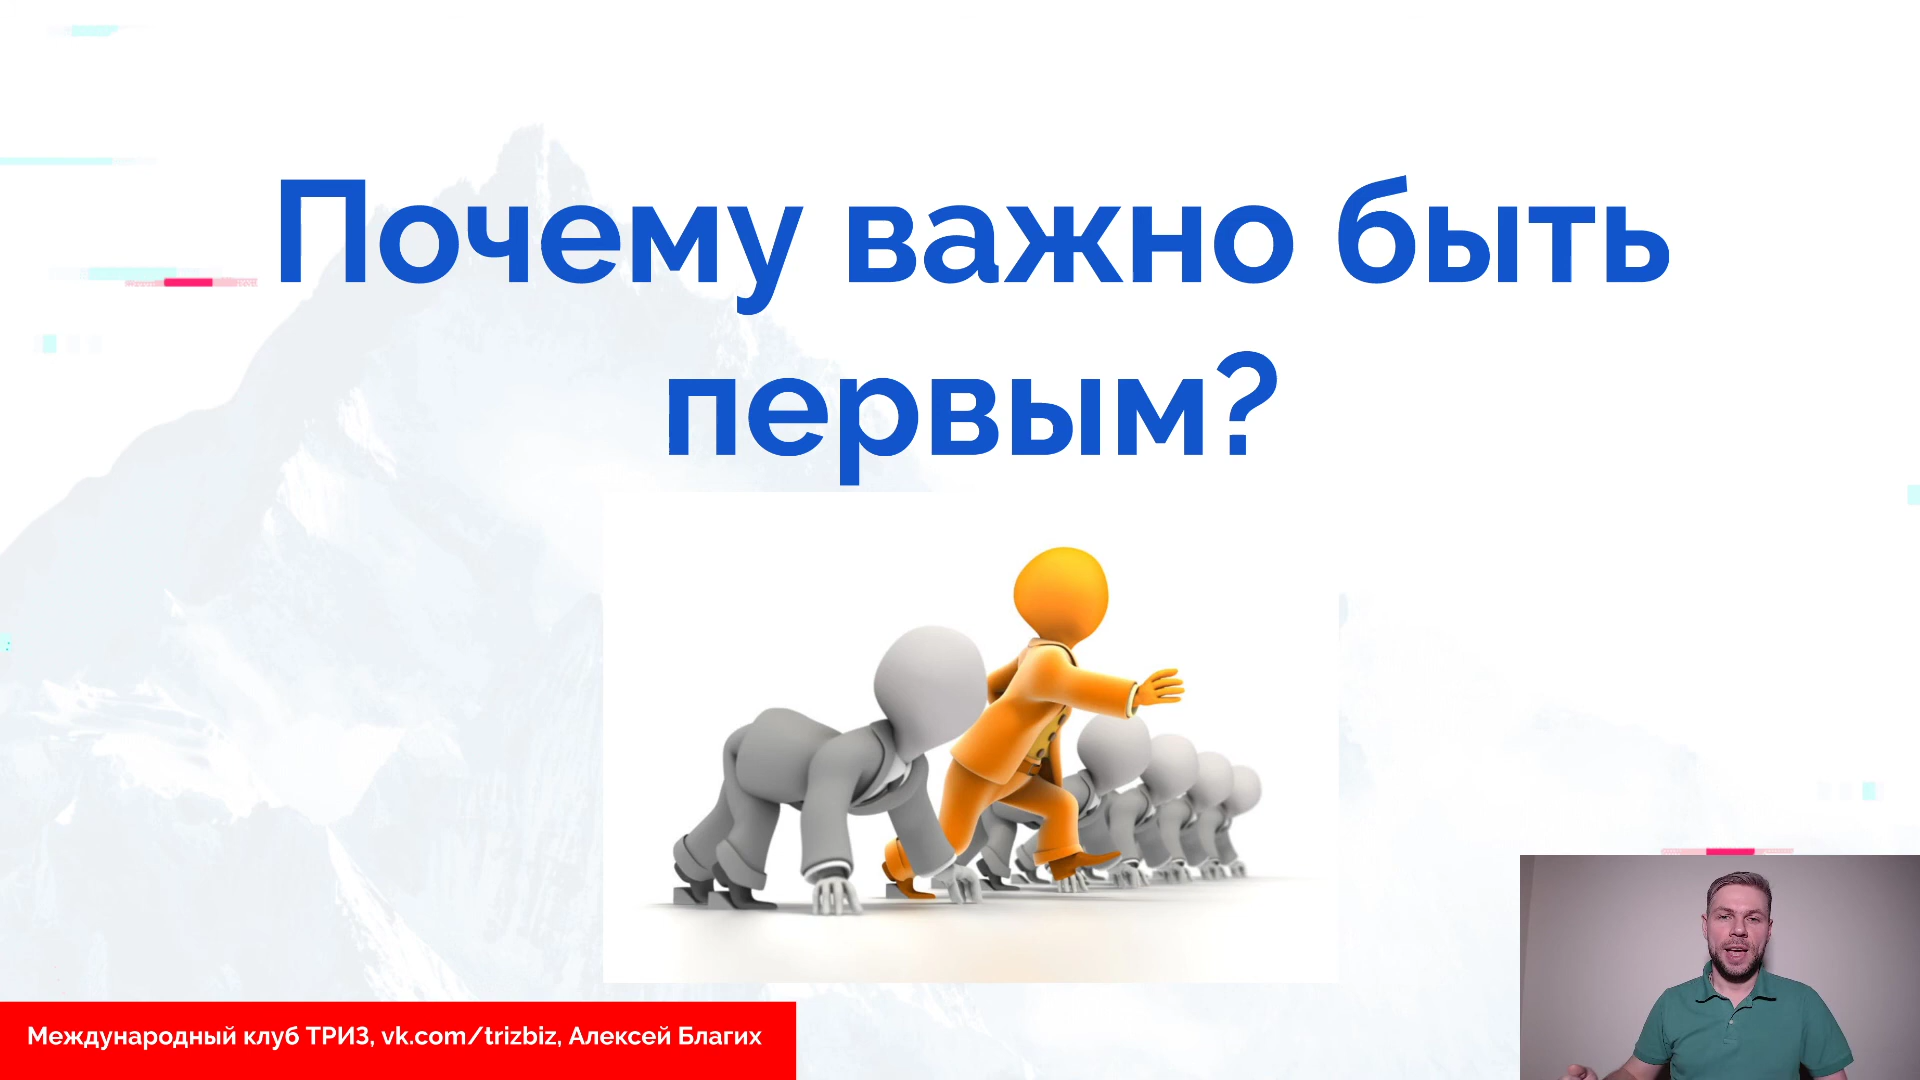 Почему важно быть
первым?
Международный клуб ТРИЗ, vk.com/trizbiz, Алексей Благих